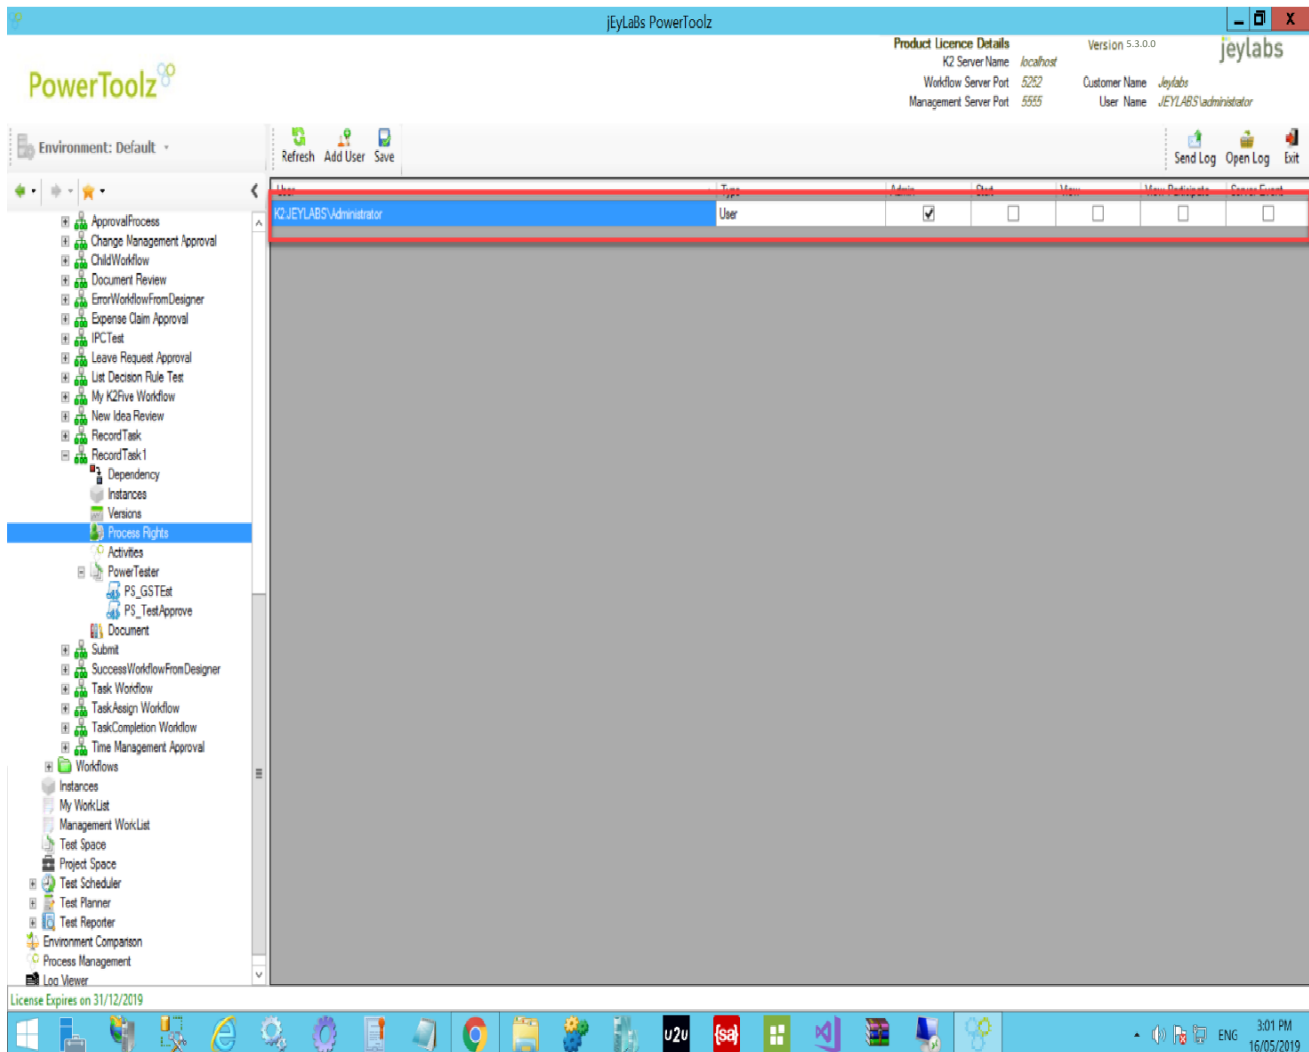 jEyLaBs PowerToolz
X
Product Licence Details Version 5.3.0.0 jeylabs
K2 Server Name localhost
PowerToolz
Workflow Server Port 5252 Customer Name Jeylabs
Management Server Port 5555 User Name JEYLABS\administrator
Environment: Default
Refresh Add User Save Send Log Open Log Exit
User Type Admin Start View View Participate Server Event
K2:JEYLABS\Administrator User
ApprovalProcess
Change Management Approval
ChildWorkflow
Document Review
ErrorWorkflowFromDesigner
Expense Claim Approval
IPCTest
Leave Request Approval
List Decision Rule Test
My K2Five Workflow
New Idea Review
RecordTask
RecordTask1
Dependency
Instances
Versions
Process Rights
Activities
PowerTester
PS_GSTEst
PS_TestApprove
Document
Submit
SuccessWorkflowFromDesigner
Task Workflow
TaskAssign Workflow
TaskCompletion Workflow
Time Management Approval
Workflows
Instances
My WorkList
Management WorkList
Test Space
Project Space
Test Scheduler
Test Planner
Test Reporter
Environment Comparison
Process Management
Log Viewer
License Expires on 31/12/2019
u2u {sa} ENG 3:01 PM
16/05/2019